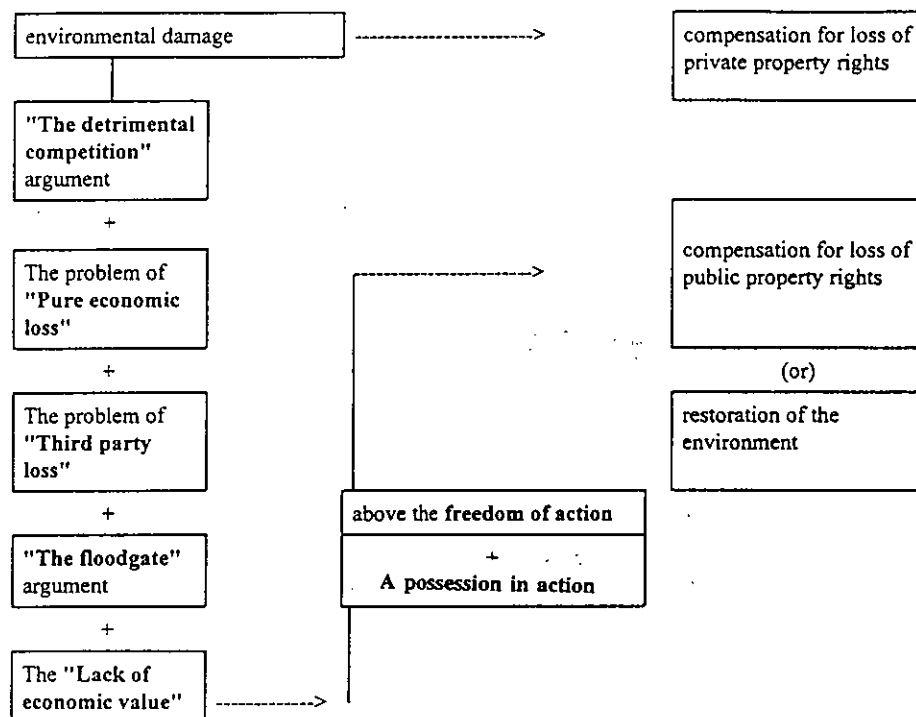 environmental damage
compensation for loss of
private property rights
"The detrimental
competition"
argument
+
The problem of
"Pure economic
loss"
+
The problem of
"Third party
loss"
+
"The floodgate"
argument
+
The "Lack of
economic value"
above the freedom of action
+
A possession in action
compensation for loss of
public property rights
(or)
restoration of the
environment